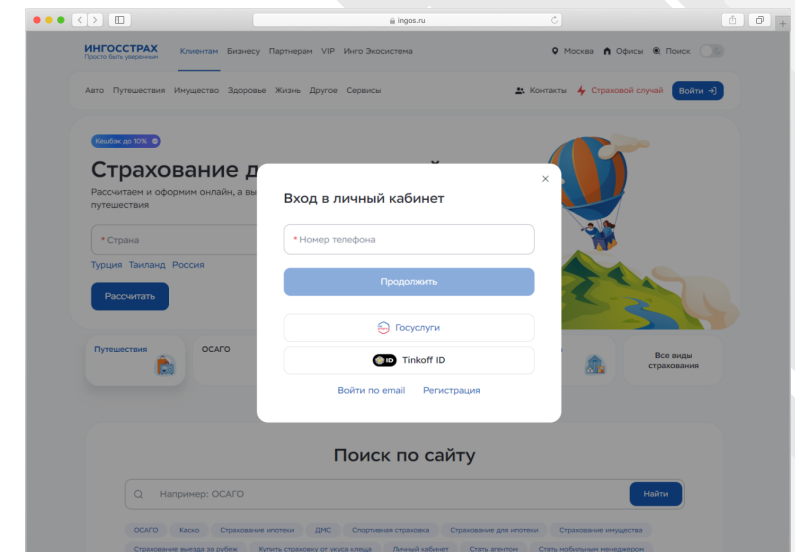 ingos.ru
ИНГОССТРАХ
Просто быть уверенным
Клиентам Бизнесу Партнерам VIP Инго Экосистема
Москва Офисы Поиск
Авто Путешествия Имущество Здоровье Жизнь Другое Сервисы
Контакты Страховой случай Войти
Кешбэк до 10%
Страхование д
Рассчитаем и оформим онлайн, а вы
путешествия
* Страна
Турция Таиланд Россия
Рассчитать
Вход в личный кабинет
* Номер телефона
Продолжить
Госуслуги
ID Tinkoff ID
Войти по email Регистрация
Путешествия
ОСАГО
Все виды
страхования
Поиск по сайту
Например: ОСАГО
Найти
ОСАГО Каско Страхование ипотеки ДМС Спортивная страховка Страхование для ипотеки Страхование имущества
Страхование выезда за рубеж Купить страховку от укуса клеща Личный кабинет Стать агентом Стать мобильным менеджером